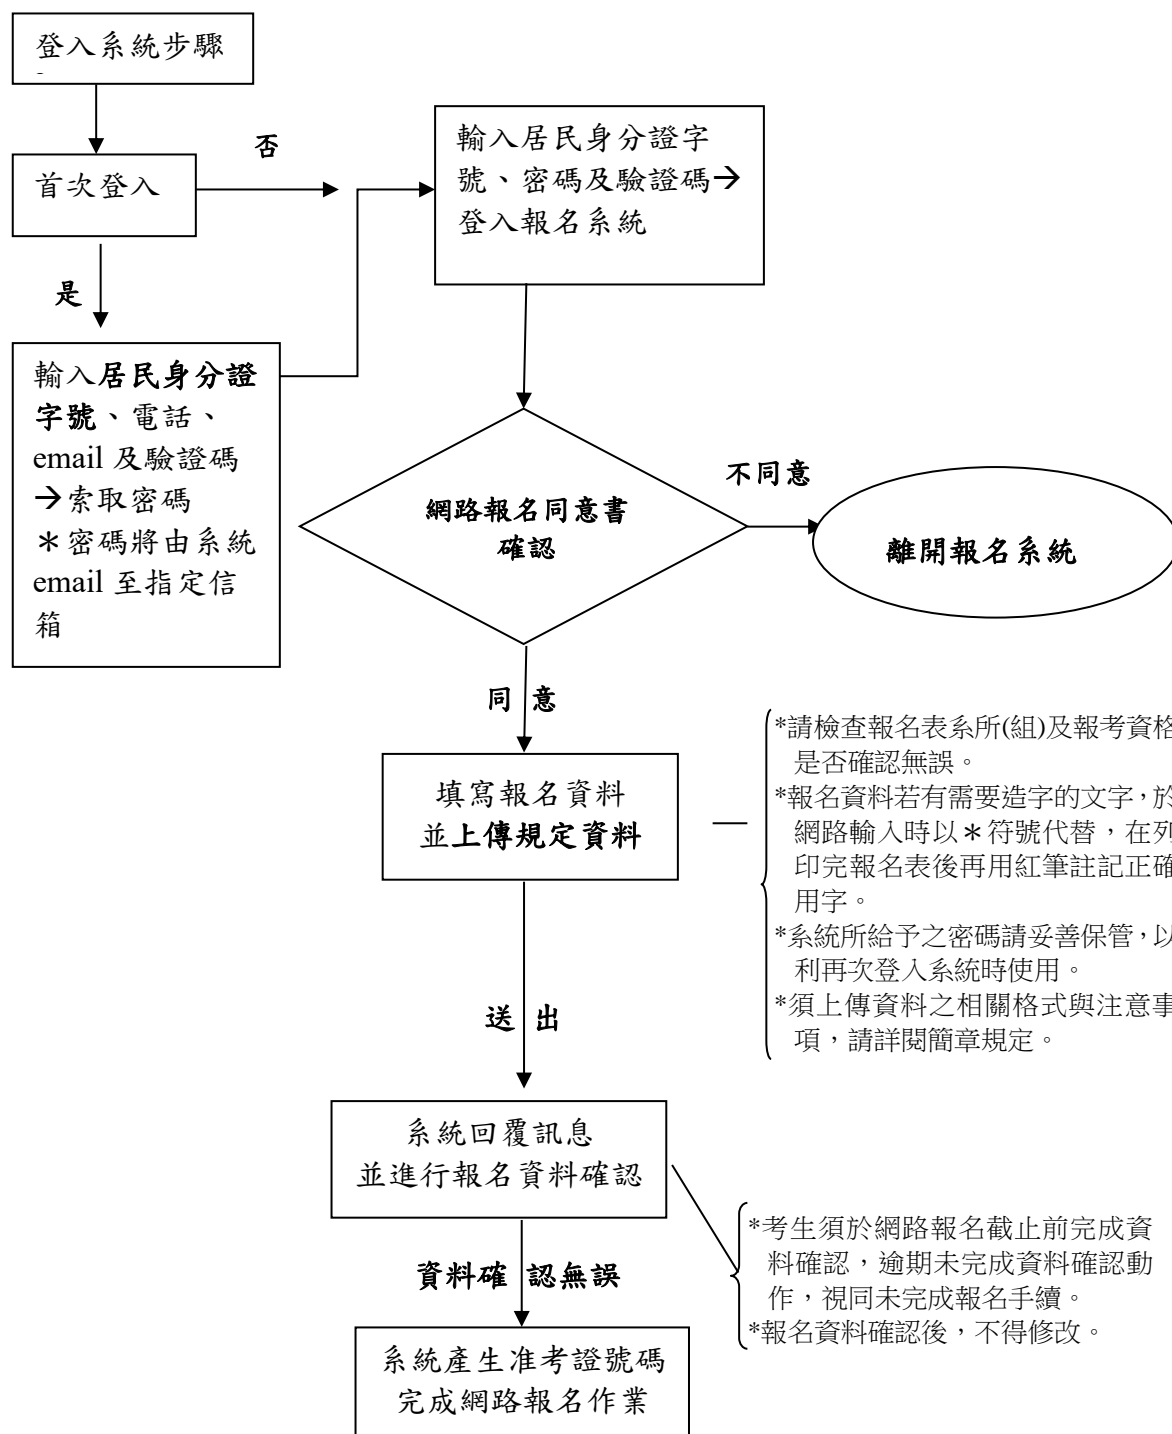 登入系統步驟
否
首次登入
輸入居民身分證字
號、密碼及驗證碼→
登入報名系統
是
輸入居民身分證
字號、電話、
email 及驗證碼
→索取密碼
＊密碼將由系統
email 至指定信
箱
網路報名同意書
確認
不同意
離開報名系統
同意
填寫報名資料
並上傳規定資料
*請檢查報名表系所(組)及報考資格
是否確認無誤。
*報名資料若有需要造字的文字，於
網路輸入時以＊符號代替，在列
印完報名表後再用紅筆註記正確
用字。
*系統所給予之密碼請妥善保管，以
利再次登入系統時使用。
*須上傳資料之相關格式與注意事
項，請詳閱簡章規定。
送出
系統回覆訊息
並進行報名資料確認
*考生須於網路報名截止前完成資
料確認，逾期未完成資料確認動
作，視同未完成報名手續。
*報名資料確認後，不得修改。
資料確認無誤
系統產生准考證號碼
完成網路報名作業